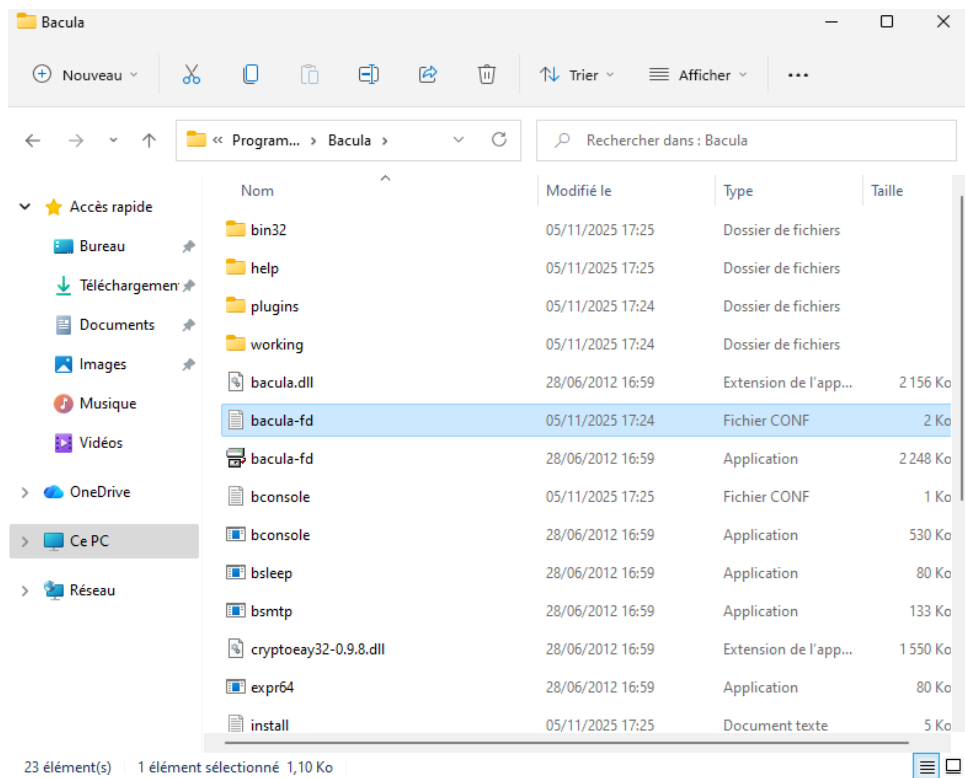 Bacula
Nouveau Trier Afficher
« Program... › Bacula › Rechercher dans : Bacula
Accès rapide
Bureau
Téléchargemen
Documents
Images
Musique
Vidéos
OneDrive
Ce PC
Réseau
Nom Modifié le Type Taille
bin32 05/11/2025 17:25 Dossier de fichiers
help 05/11/2025 17:25 Dossier de fichiers
plugins 05/11/2025 17:24 Dossier de fichiers
working 05/11/2025 17:24 Dossier de fichiers
bacula.dll 28/06/2012 16:59 Extension de l'app... 2 156 Ko
bacula-fd 05/11/2025 17:24 Fichier CONF 2 Ko
bacula-fd 28/06/2012 16:59 Application 2 248 Ko
bconsole 05/11/2025 17:25 Fichier CONF 1 Ko
bconsole 28/06/2012 16:59 Application 530 Ko
bsleep 28/06/2012 16:59 Application 80 Ko
bsmtp 28/06/2012 16:59 Application 133 Ko
cryptoeay32-0.9.8.dll 28/06/2012 16:59 Extension de l'app... 1 550 Ko
expr64 28/06/2012 16:59 Application 80 Ko
install 05/11/2025 17:25 Document texte 5 Ko
23 élément(s) 1 élément sélectionné 1,10 Ko